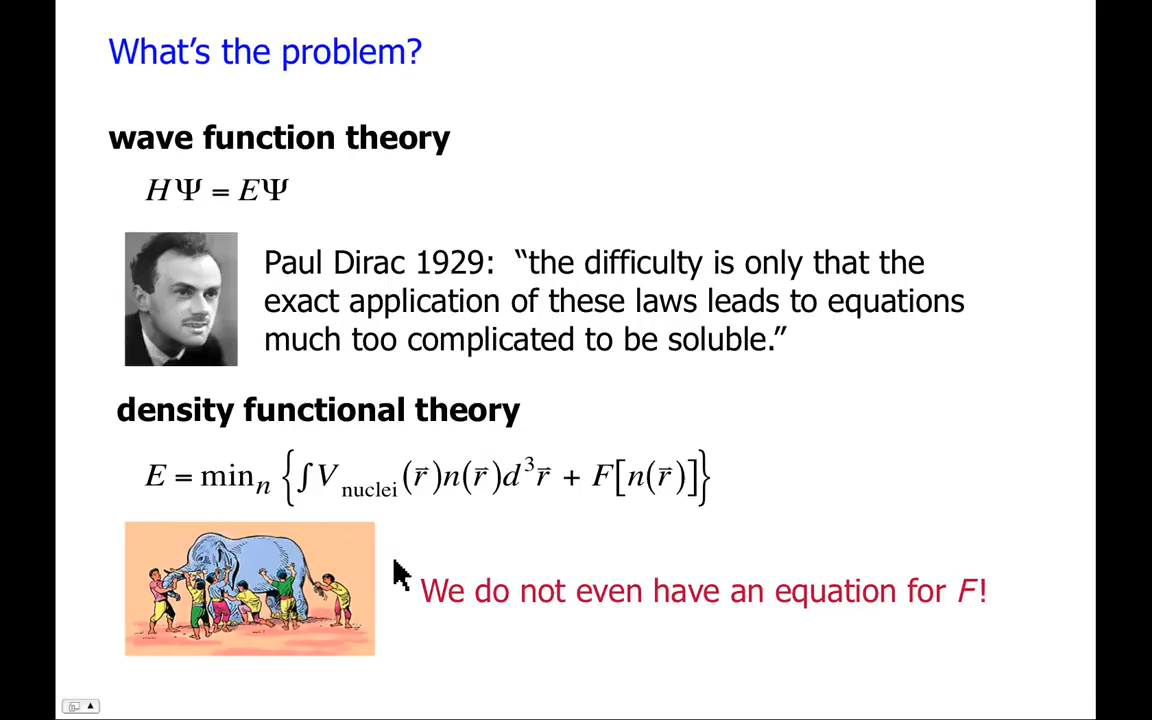 What’s the problem?
wave function theory
HΨ = EΨ
Paul Dirac 1929: “the difficulty is only that the
exact application of these laws leads to equations
much too complicated to be soluble.”
density functional theory
E = minₙ {∫V_nuclei(r⃗)n(r⃗)d³r⃗ + F[n(r⃗)]}
We do not even have an equation for F!